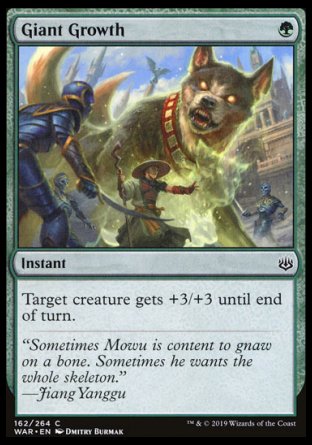 Giant Growth
Instant
Target creature gets +3/+3 until end
of turn.
“Sometimes Mowu is content to gnaw
on a bone. Sometimes he wants the
whole skeleton.”
—Jiang Yanggu
162/264 C
WAR • EN Dmitry Burmak
™ & © 2019 Wizards of the Coast